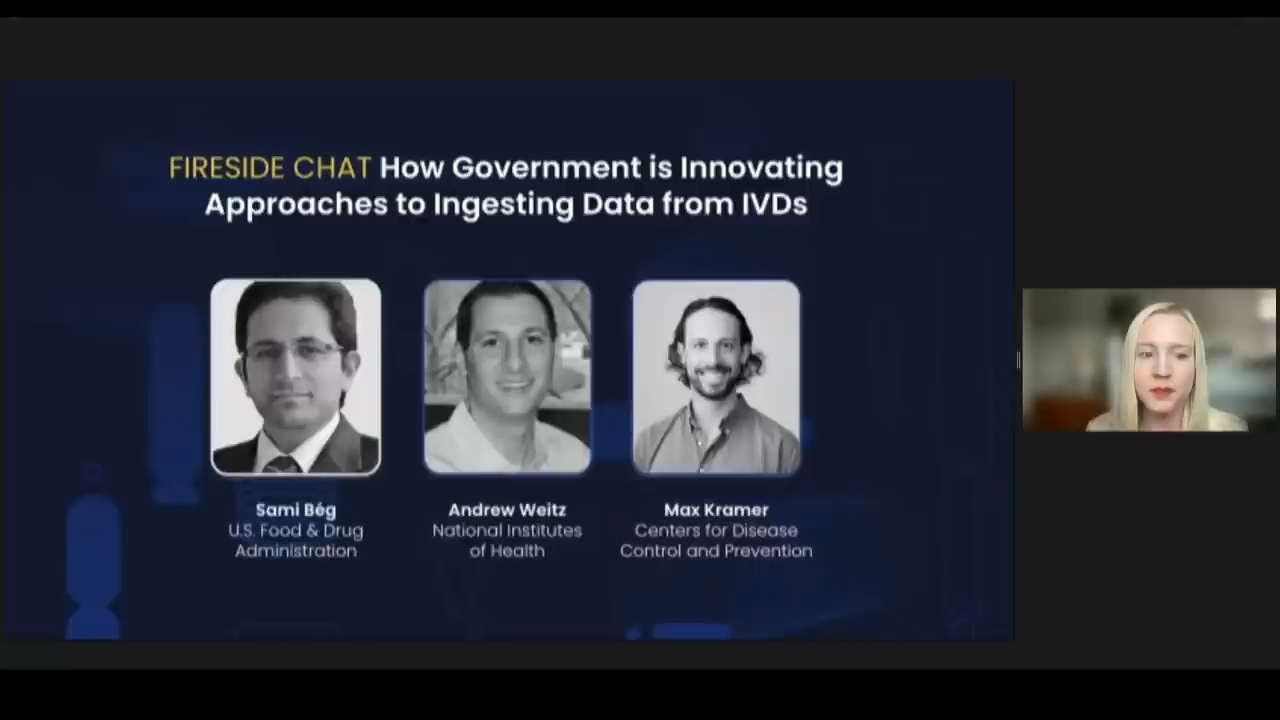 FIRESIDE CHAT How Government is Innovating
Approaches to Ingesting Data from IVDs
Sami Bég
U.S. Food & Drug
Administration
Andrew Weitz
National Institutes
of Health
Max Kramer
Centers for Disease
Control and Prevention